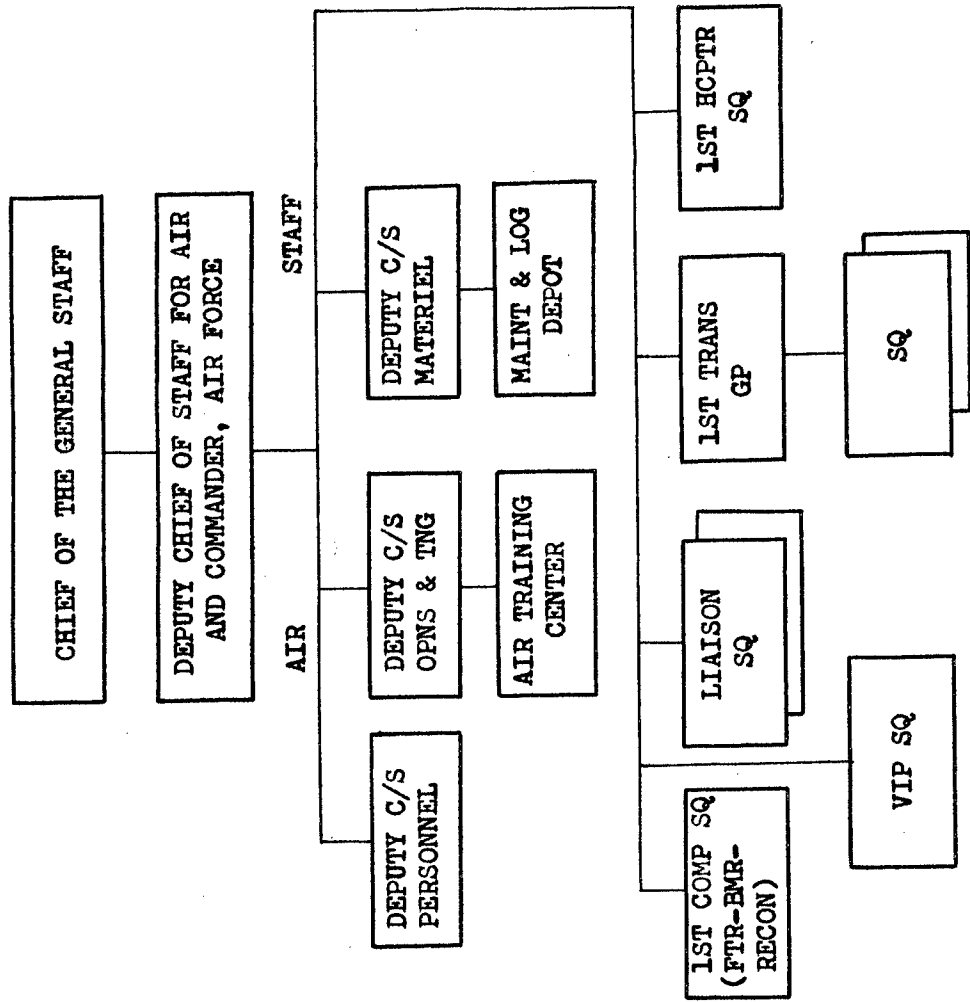 CHIEF OF THE GENERAL STAFF
DEPUTY CHIEF OF STAFF FOR AIR
AND COMMANDER, AIR FORCE
AIR
STAFF
DEPUTY C/S
PERSONNEL
DEPUTY C/S
OPNS & TNG
DEPUTY C/S
MATERIEL
AIR TRAINING
CENTER
MAINT & LOG
DEPOT
1ST COMP SQ
(FTR-BMR-
RECON)
LIAISON
SQ
1ST TRANS
GP
1ST HCPTR
SQ
VIP SQ
SQ